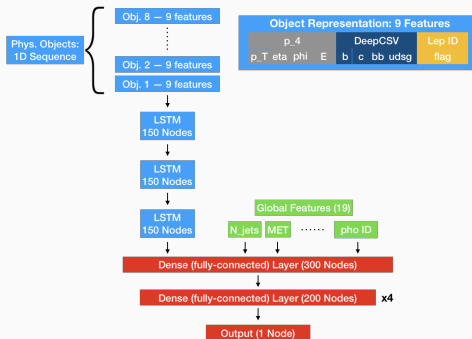 Phys. Objects:
1D Sequence
Obj. 8 — 9 features
Obj. 2 — 9 features
Obj. 1 — 9 features
Object Representation: 9 Features
p_4 DeepCSV Lep ID
p_T eta phi E b c bb udsg flag
LSTM
150 Nodes
LSTM
150 Nodes
LSTM
150 Nodes
Global Features (19)
N_jets MET ...... pho ID
Dense (fully-connected) Layer (300 Nodes)
Dense (fully-connected) Layer (200 Nodes) x4
Output (1 Node)